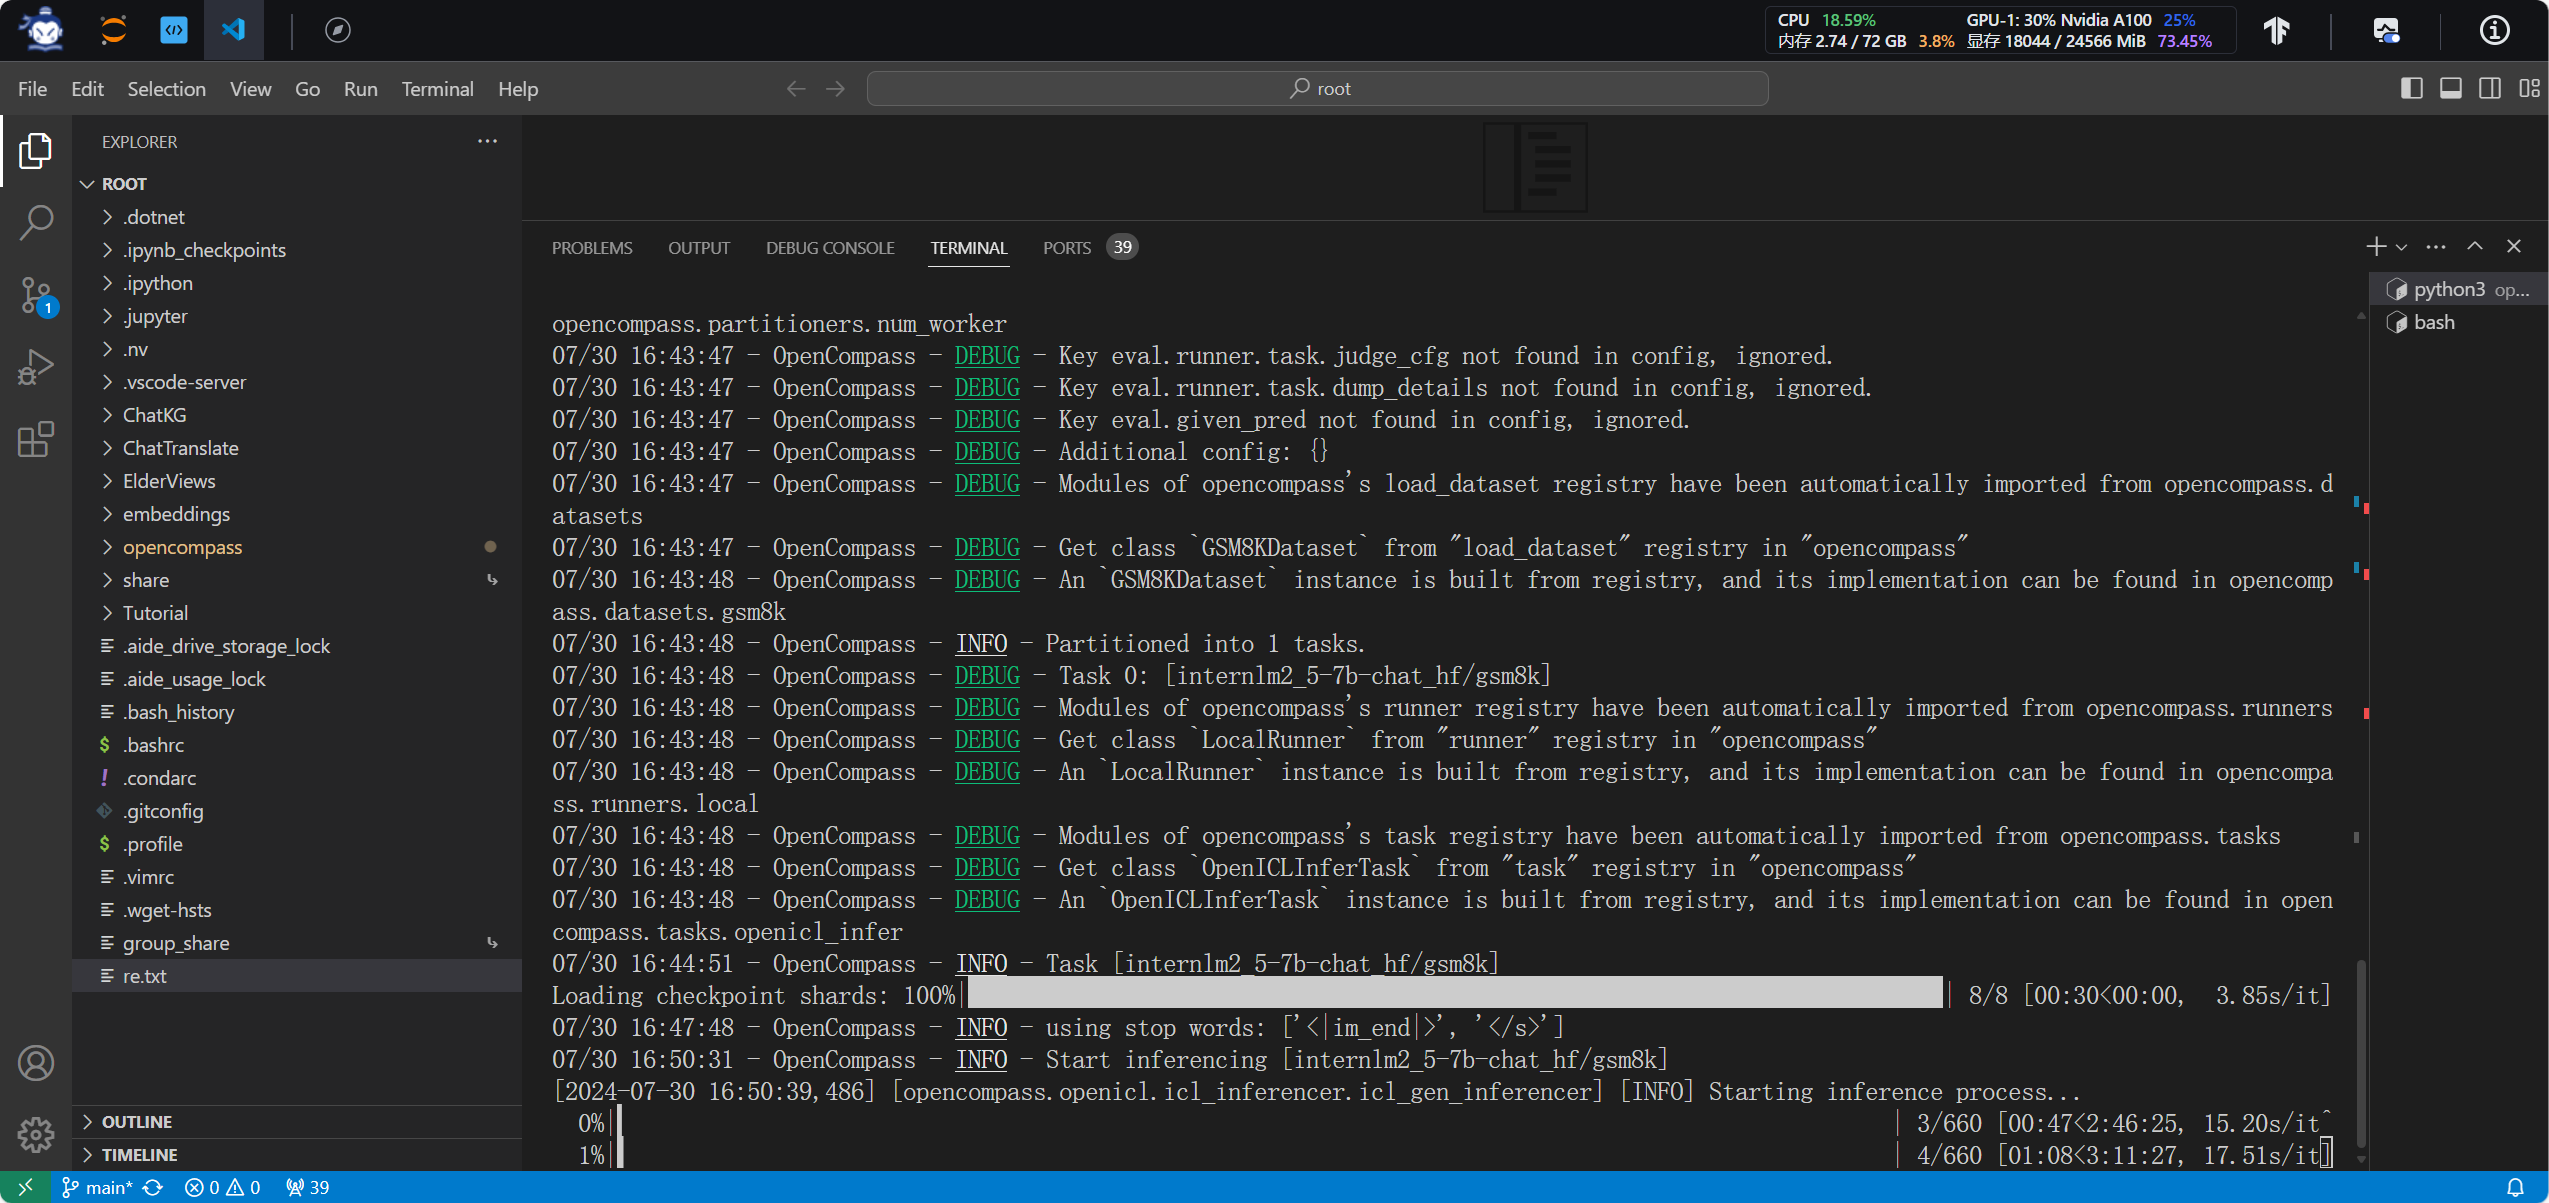 CPU 18.59% GPU-1: 30% Nvidia A100 25%
内存 2.74 / 72 GB 3.8% 显存 18044 / 24566 MiB 73.45%
File Edit Selection View Go Run Terminal Help
root
EXPLORER
ROOT
.dotnet
.ipynb_checkpoints
.ipython
.jupyter
.nv
.vscode-server
ChatKG
ChatTranslate
ElderViews
embeddings
opencompass
share
Tutorial
.aide_drive_storage_lock
.aide_usage_lock
.bash_history
.bashrc
.condarc
.gitconfig
.profile
.vimrc
.wget-hsts
group_share
re.txt
OUTLINE
TIMELINE
1
PROBLEMS OUTPUT DEBUG CONSOLE TERMINAL PORTS 39
python3 op...
bash
opencompass.partitioners.num_worker
07/30 16:43:47 - OpenCompass - DEBUG - Key eval.runner.task.judge_cfg not found in config, ignored.
07/30 16:43:47 - OpenCompass - DEBUG - Key eval.runner.task.dump_details not found in config, ignored.
07/30 16:43:47 - OpenCompass - DEBUG - Key eval.given_pred not found in config, ignored.
07/30 16:43:47 - OpenCompass - DEBUG - Additional config: {}
07/30 16:43:47 - OpenCompass - DEBUG - Modules of opencompass's load_dataset registry have been automatically imported from opencompass.d
atasets
07/30 16:43:47 - OpenCompass - DEBUG - Get class `GSM8KDataset` from "load_dataset" registry in "opencompass"
07/30 16:43:48 - OpenCompass - DEBUG - An `GSM8KDataset` instance is built from registry, and its implementation can be found in opencomp
ass.datasets.gsm8k
07/30 16:43:48 - OpenCompass - INFO - Partitioned into 1 tasks.
07/30 16:43:48 - OpenCompass - DEBUG - Task 0: [internlm2_5-7b-chat_hf/gsm8k]
07/30 16:43:48 - OpenCompass - DEBUG - Modules of opencompass's runner registry have been automatically imported from opencompass.runners
07/30 16:43:48 - OpenCompass - DEBUG - Get class `LocalRunner` from "runner" registry in "opencompass"
07/30 16:43:48 - OpenCompass - DEBUG - An `LocalRunner` instance is built from registry, and its implementation can be found in opencompa
ss.runners.local
07/30 16:43:48 - OpenCompass - DEBUG - Modules of opencompass's task registry have been automatically imported from opencompass.tasks
07/30 16:43:48 - OpenCompass - DEBUG - Get class `OpenICLInferTask` from "task" registry in "opencompass"
07/30 16:43:48 - OpenCompass - DEBUG - An `OpenICLInferTask` instance is built from registry, and its implementation can be found in open
compass.tasks.openicl_infer
07/30 16:44:51 - OpenCompass - INFO - Task [internlm2_5-7b-chat_hf/gsm8k]
Loading checkpoint shards: 100%| | 8/8 [00:30<00:00, 3.85s/it]
07/30 16:47:48 - OpenCompass - INFO - using stop words: ['<|im_end|>', '</s>']
07/30 16:50:31 - OpenCompass - INFO - Start inferencing [internlm2_5-7b-chat_hf/gsm8k]
[2024-07-30 16:50:39,486] [opencompass.openicl.icl_inferencer.icl_gen_inferencer] [INFO] Starting inference process...
0%| | 3/660 [00:47<2:46:25, 15.20s/it^
1%| | 4/660 [01:08<3:11:27, 17.51s/it]
main* 0 0 39